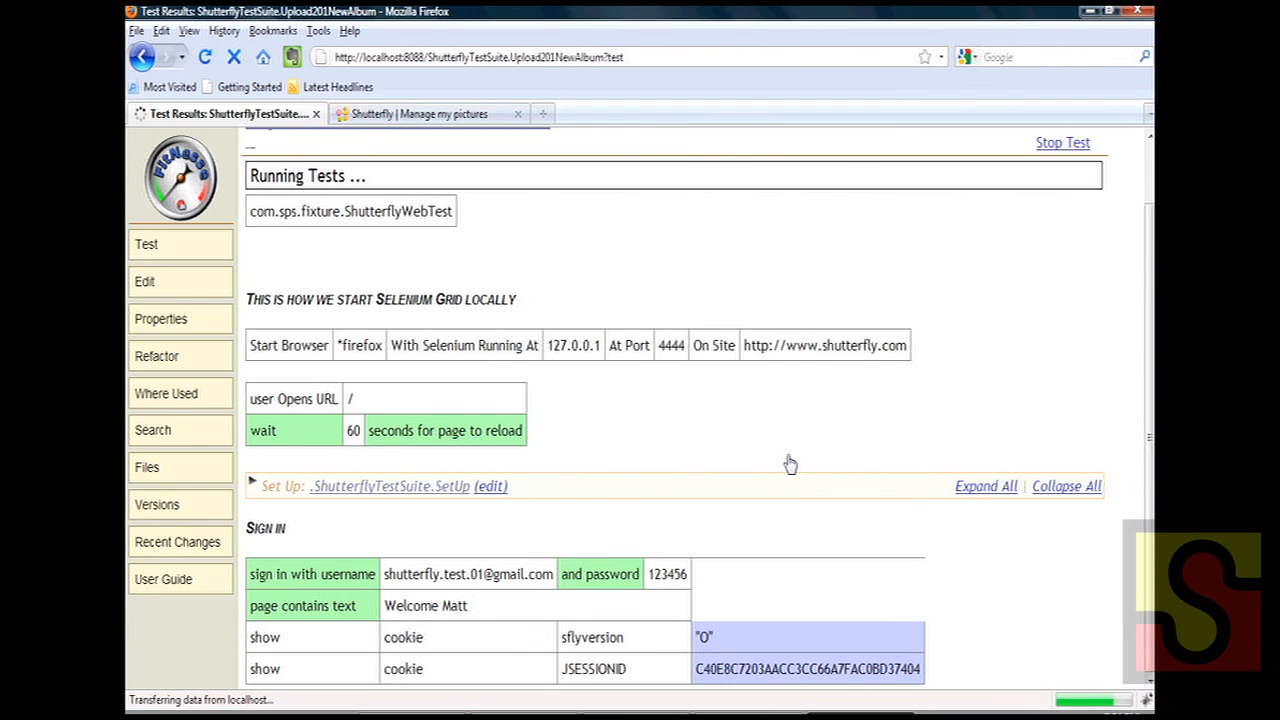 Test Results: ShutterflyTestSuite.Upload201NewAlbum - Mozilla Firefox
File Edit View History Bookmarks Tools Help
http://localhost:8088/ShutterflyTestSuite.Upload201NewAlbum?test
Google
Most Visited Getting Started Latest Headlines
Test Results: ShutterflyTestSuite.... Shutterfly | Manage my pictures
FitNesse
Stop Test
Running Tests ...
com.sps.fixture.ShutterflyWebTest
Test
Edit
Properties
Refactor
Where Used
Search
Files
Versions
Recent Changes
User Guide
THIS IS HOW WE START SELENIUM GRID LOCALLY
Start Browser *firefox With Selenium Running At 127.0.0.1 At Port 4444 On Site http://www.shutterfly.com
user Opens URL /
wait 60 seconds for page to reload
Set Up: .ShutterflyTestSuite.SetUp (edit) Expand All | Collapse All
SIGN IN
sign in with username shutterfly.test.01@gmail.com and password 123456
page contains text Welcome Matt
show cookie sflyversion "O"
show cookie JSESSIONID C40E8C7203AACC3CC66A7FAC0BD37404
Transferring data from localhost...
S